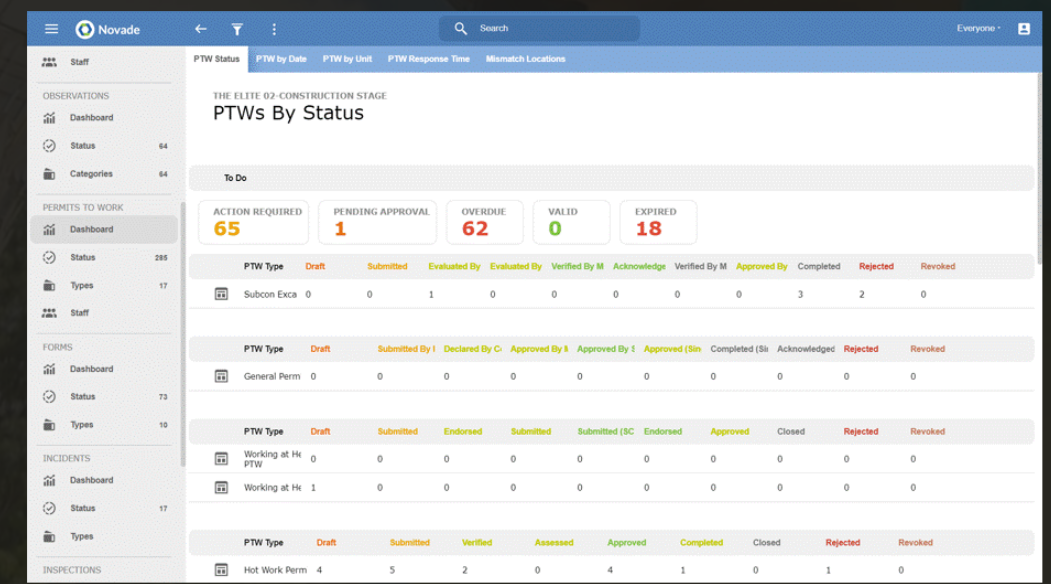 Novade
Search
Everyone
Staff
OBSERVATIONS
Dashboard
Status 64
Categories 64
PERMITS TO WORK
Dashboard
Status 285
Types 17
Staff
FORMS
Dashboard
Status 73
Types 10
INCIDENTS
Dashboard
Status 17
Types
INSPECTIONS
PTW Status PTW by Date PTW by Unit PTW Response Time Mismatch Locations
THE ELITE 02-CONSTRUCTION STAGE
PTWs By Status
To Do
ACTION REQUIRED PENDING APPROVAL OVERDUE VALID EXPIRED
65 1 62 0 18
PTW Type Draft Submitted Evaluated By Evaluated By Verified By M Acknowledge Verified By M Approved By Completed Rejected Revoked
Subcon Exca 0 0 1 0 0 0 0 0 3 2 0
PTW Type Draft Submitted By Declared By Approved By Approved By Approved (Sin Completed (Si Acknowledged Rejected Revoked
General Perm 0 0 0 0 0 0 0 0 0 0
PTW Type Draft Submitted Endorsed Submitted Submitted (SC Endorsed Approved Closed Rejected Revoked
Working at He
PTW 0 0 0 0 0 0 0 0 0 0
Working at He 1 0 0 0 0 0 0 0 0 0
PTW Type Draft Submitted Verified Assessed Approved Completed Closed Rejected Revoked
Hot Work Perm 4 5 2 0 4 1 0 1 0